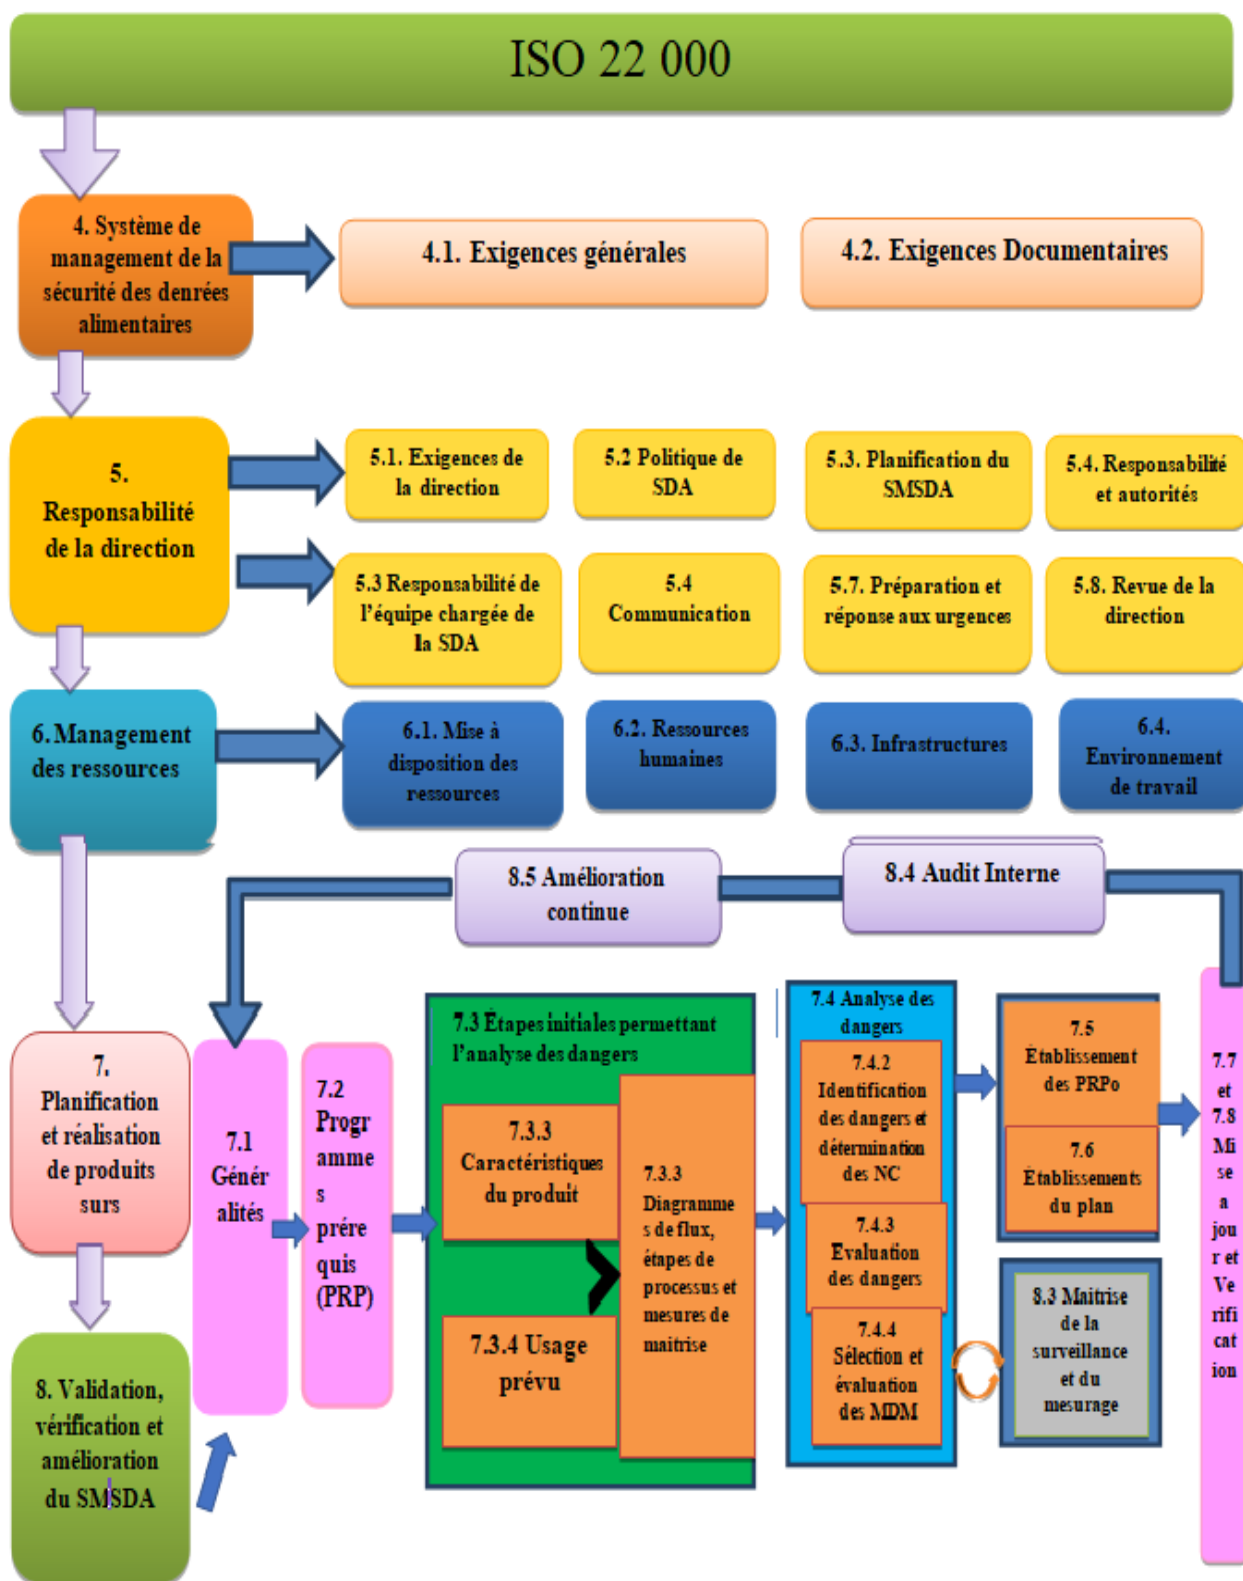 ISO 22 000
4. Système de
management de la
sécurité des denrées
alimentaires
4.1. Exigences générales
4.2. Exigences Documentaires
5.
Responsabilité
de la direction
5.1. Exigences de
la direction
5.2 Politique de
SDA
5.3. Planification du
SMSDA
5.4. Responsabilité
et autorités
5.3 Responsabilité de
l’équipe chargée de
la SDA
5.4
Communication
5.7. Préparation et
réponse aux urgences
5.8. Revue de la
direction
6. Management
des ressources
6.1. Mise à
disposition des
ressources
6.2. Ressources
humaines
6.3. Infrastructures
6.4.
Environnement
de travail
8.5 Amélioration
continue
8.4 Audit Interne
7.
Planification
et réalisation
de produits
surs
7.1
Génér
alités
7.2
Progr
amme
s
prére
quis
(PRP)
7.3 Étapes initiales permettant
l’analyse des dangers
7.3.3
Caractéristiques
du produit
7.3.4 Usage
prévu
7.3.3
Diagramme
s de flux,
étapes de
processus et
mesures de
maitrise
7.4 Analyse des
dangers
7.4.2
Identification
des dangers et
détermination
des NC
7.4.3
Evaluation
des dangers
7.4.4
Sélection et
évaluation
des MDM
7.5
Établissement
des PRPo
7.6
Établissements
du plan
8.3 Maitrise
de la
surveillance
et du
mesurage
7.7
et
7.8
Mi
se
a
jou
r et
Ve
rifi
cat
ion
8. Validation,
vérification et
amélioration
du SMSDA